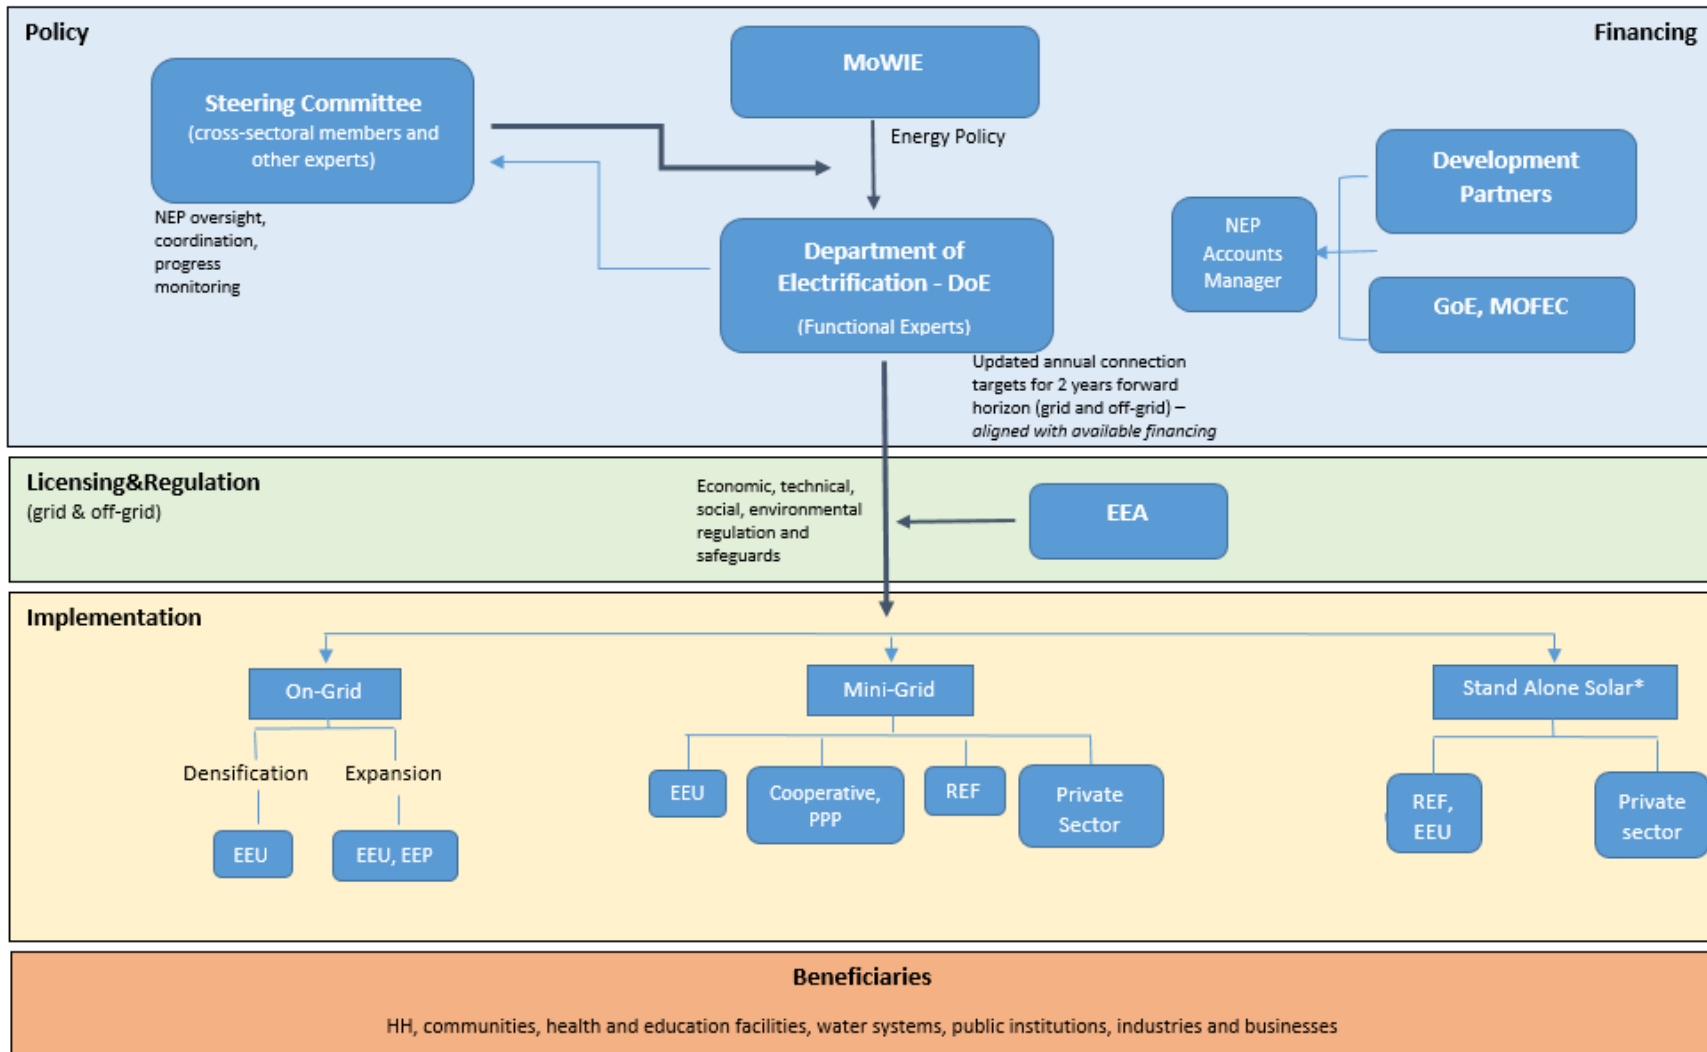 Policy
Financing
MoWIE
Steering Committee
(cross-sectoral members and
other experts)
Energy Policy
Development
Partners
NEP oversight,
coordination,
progress
monitoring
NEP
Accounts
Manager
Department of
Electrification - DoE
(Functional Experts)
GoE, MOFEC
Updated annual connection
targets for 2 years forward
horizon (grid and off-grid) –
aligned with available financing
Licensing&Regulation
(grid & off-grid)
Economic, technical,
social, environmental
regulation and
safeguards
EEA
Implementation
On-Grid
Mini-Grid
Stand Alone Solar*
Densification
Expansion
EEU
EEU, EEP
EEU
Cooperative,
PPP
REF
Private
Sector
REF,
EEU
Private
sector
Beneficiaries
HH, communities, health and education facilities, water systems, public institutions, industries and businesses